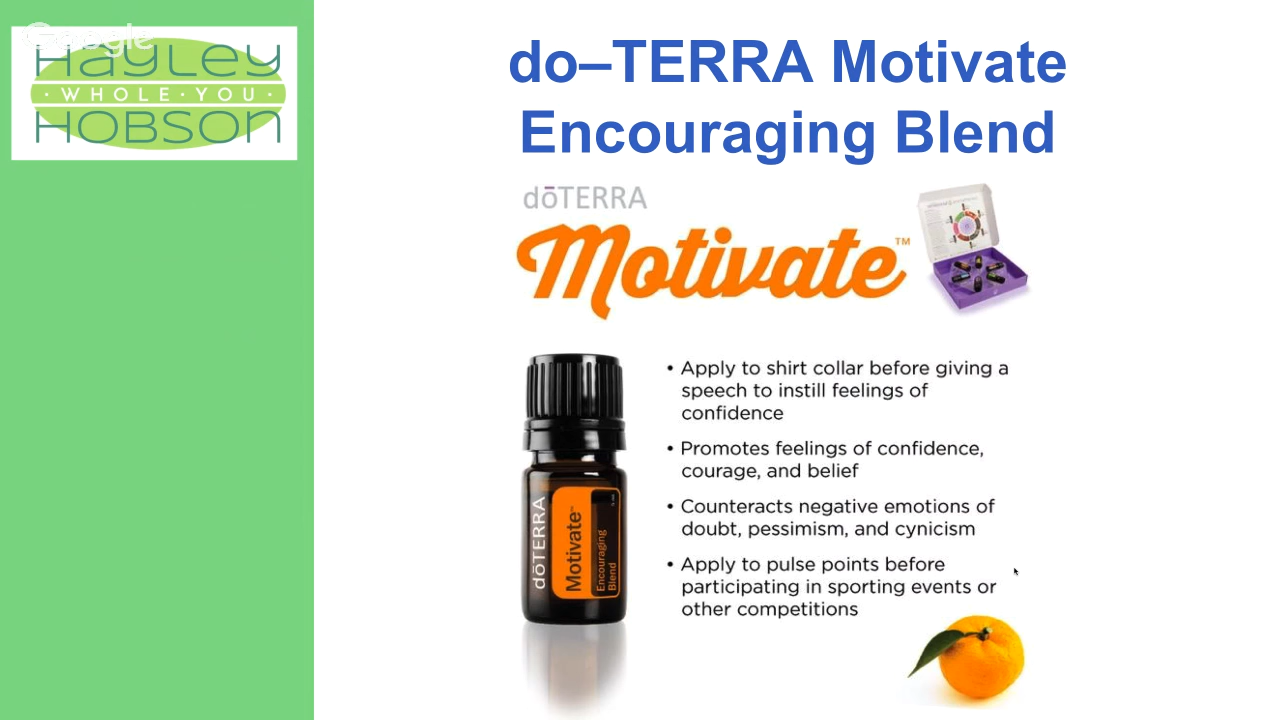 Google
HAYLEY
• WHOLE • YOU •
HOBSON
do–TERRA Motivate
Encouraging Blend
dōTERRA
Motivate™
• Apply to shirt collar before giving a
speech to instill feelings of
confidence
• Promotes feelings of confidence,
courage, and belief
• Counteracts negative emotions of
doubt, pessimism, and cynicism
• Apply to pulse points before
participating in sporting events or
other competitions
dōTERRA
Motivate™
Encouraging
Blend